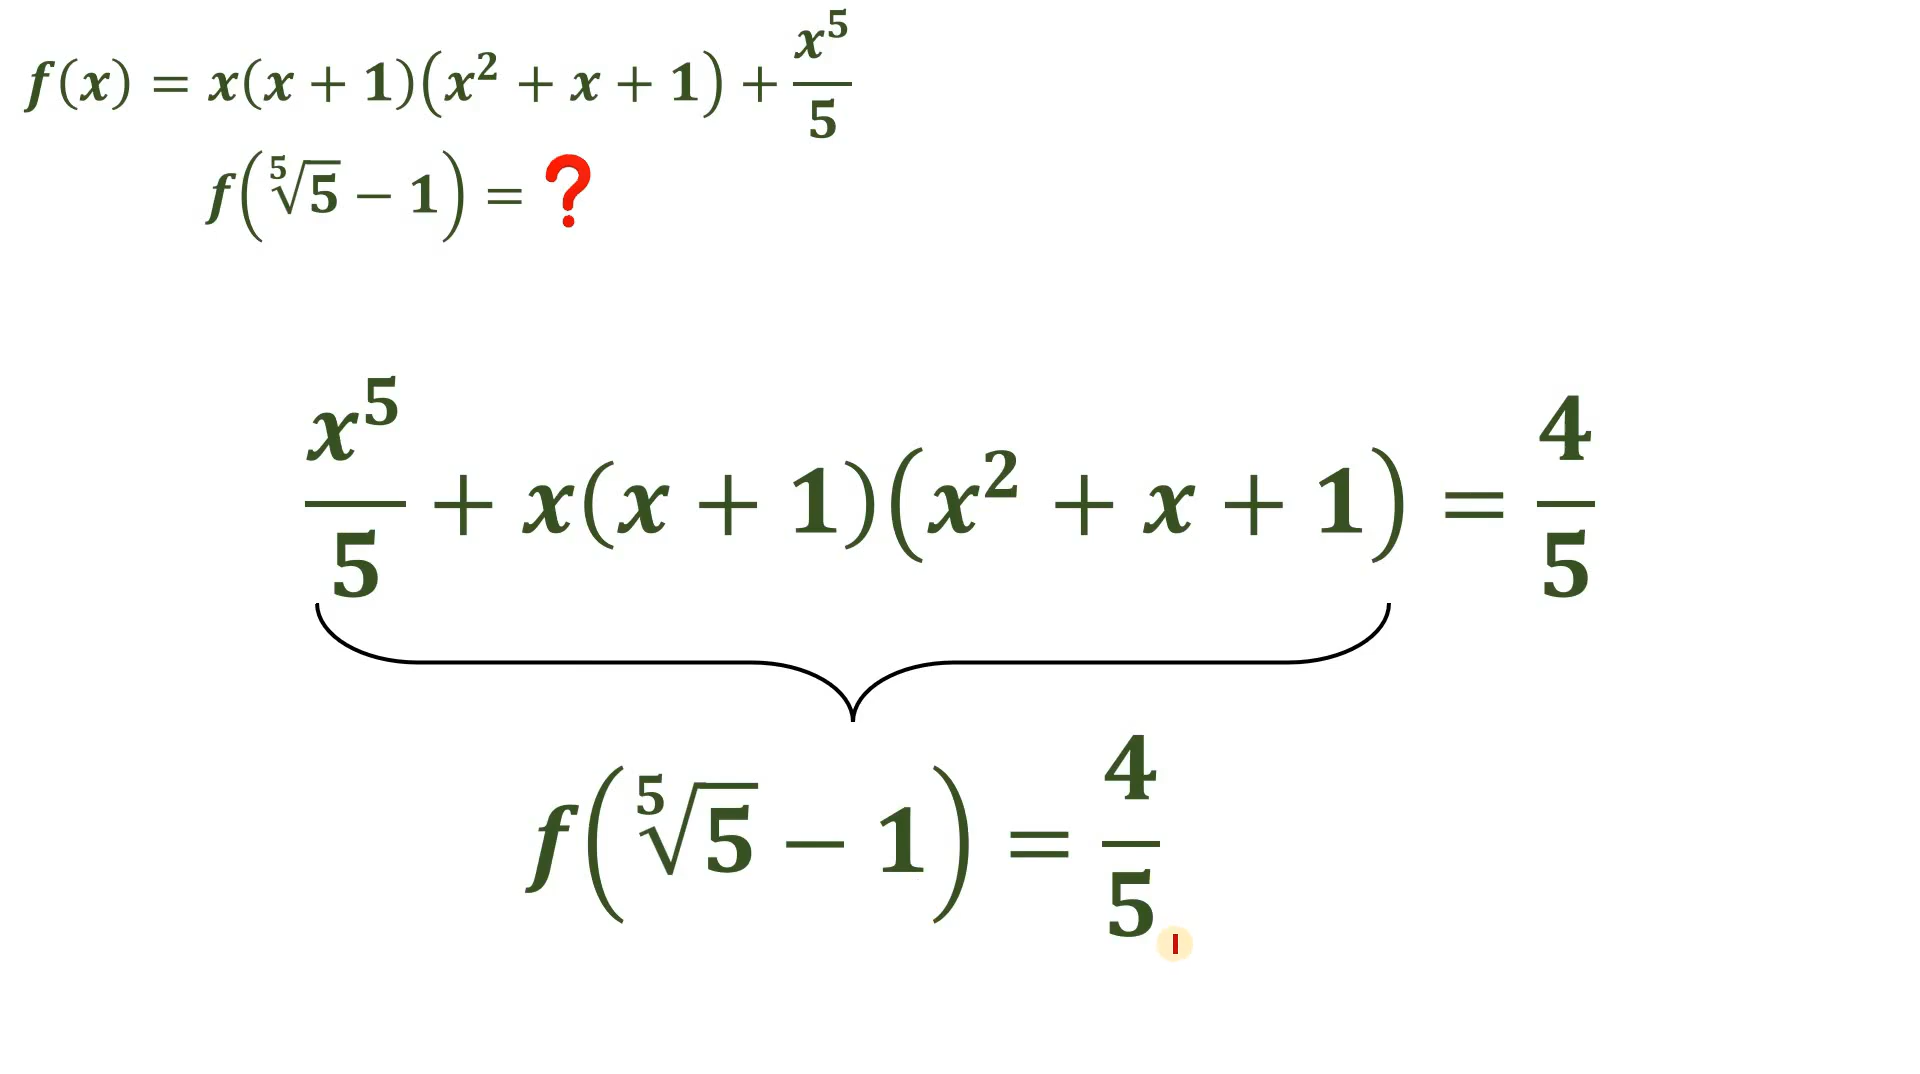 f(x) = x(x + 1)(x² + x + 1) + x⁵/5
f(⁵√5 − 1) = ?
x⁵/5 + x(x + 1)(x² + x + 1) = 4/5
f(⁵√5 − 1) = 4/5